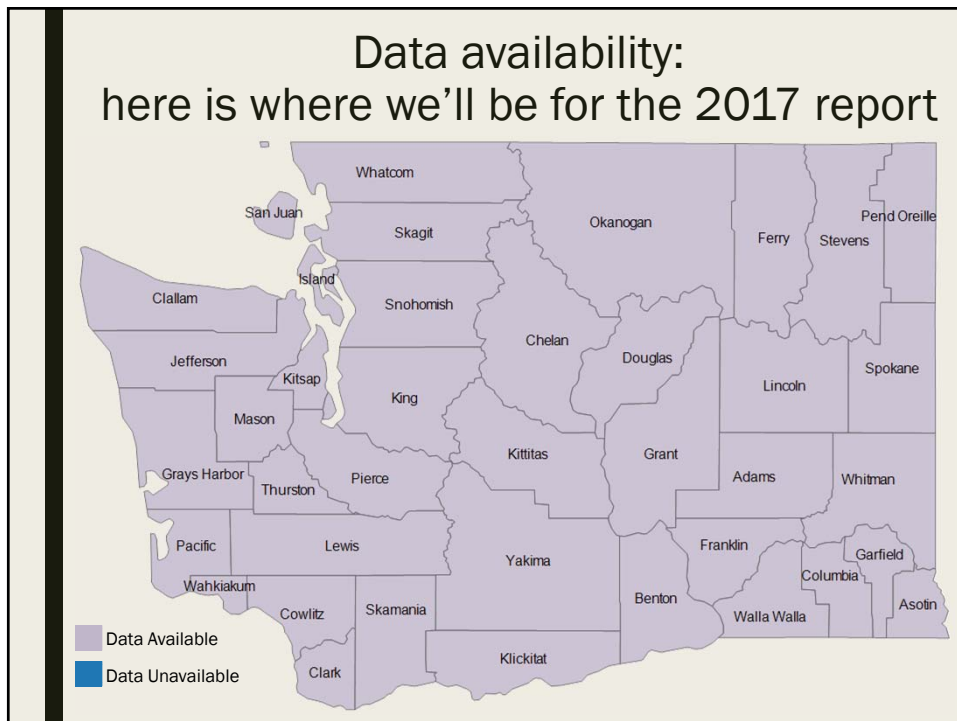 Data availability:
here is where we'll be for the 2017 report
Whatcom
San Juan
Okanogan
Pend Oreille
Skagit
Ferry
Stevens
Island
Clallam
Snohomish
Chelan
Jefferson
Douglas
Kitsap
Lincoln
Spokane
King
Mason
Kittitas
Grant
Grays Harbor
Pierce
Adams
Whitman
Thurston
Pacific
Lewis
Franklin
Garfield
Yakima
Columbia
Wahkiakum
Benton
Asotin
Cowlitz
Skamania
Walla Walla
Data Available
Klickitat
Clark
Data Unavailable